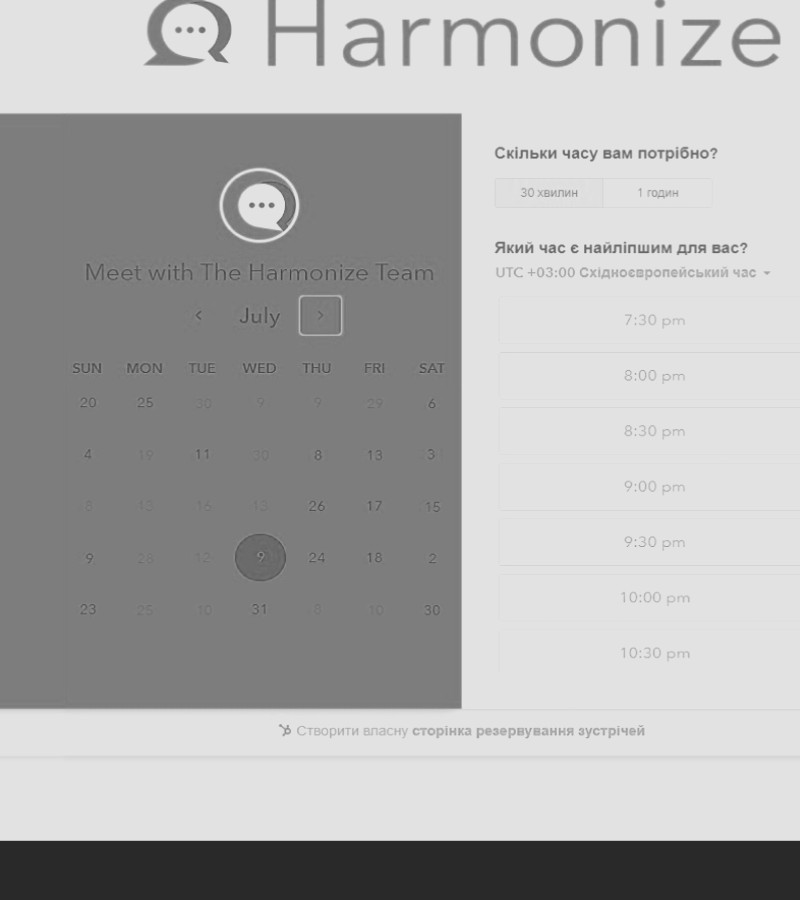 Harmonize
Meet with The Harmonize Team
July
SUN MON TUE WED THU FRI SAT
20 25 30 9 9 29 6
4 19 11 30 8 13 3
8 13 16 13 26 17 15
9 28 12 9 24 18 2
23 25 10 31 8 10 30
Скільки часу вам потрібно?
30 хвилин 1 годин
Який час є найліпшим для вас?
UTC +03:00 Східноєвропейський час
7:30 pm
8:00 pm
8:30 pm
9:00 pm
9:30 pm
10:00 pm
10:30 pm
Створити власну сторінка резервування зустрічей